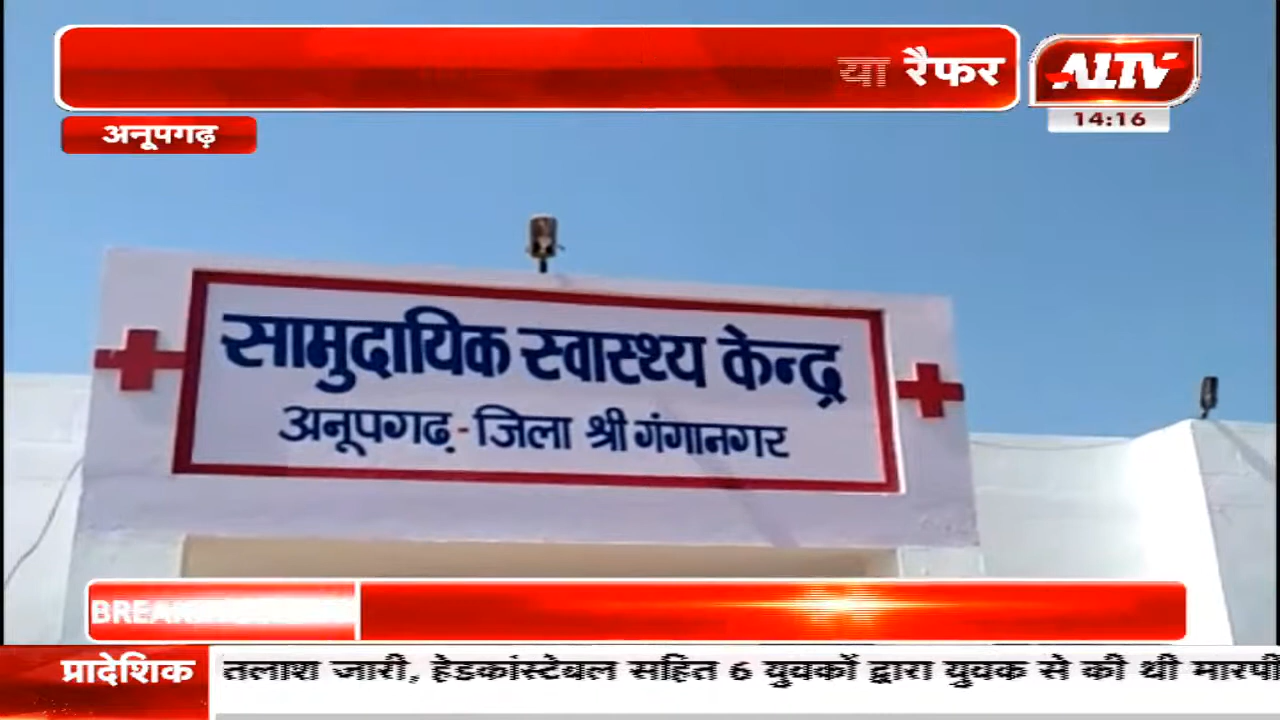 या रैफर
ALTV
14:16
अनूपगढ़
सामुदायिक स्वास्थ्य केन्द्र
अनूपगढ़-जिला श्री गंगानगर
प्रादेशिक
तलाश जारी, हेडकांस्टेबल सहित 6 युवकों द्वारा युवक से की थी मारपी